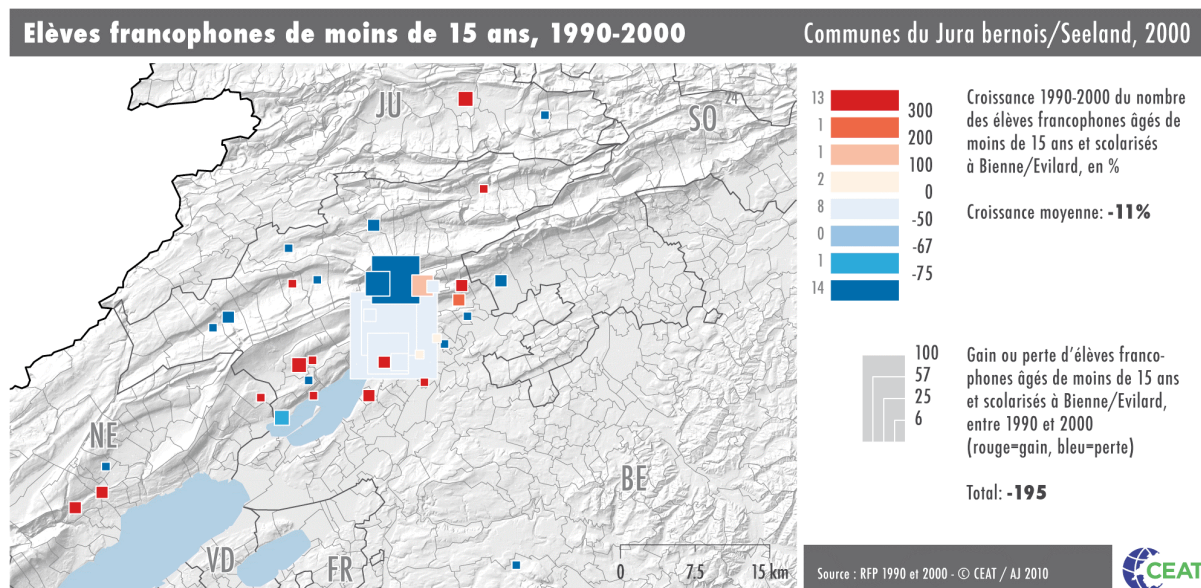 Elèves francophones de moins de 15 ans, 1990-2000
Communes du Jura bernois/Seeland, 2000
JU
SO
24
NE
VD
FR
BE
0 7.5 15 km
13
300
1
200
1
100
2
0
8
-50
0
-67
1
-75
14
Croissance 1990-2000 du nombre
des élèves francophones âgés de
moins de 15 ans et scolarisés
à Bienne/Evilard, en %
Croissance moyenne: -11%
100
57
25
6
Gain ou perte d'élèves franco-
phones âgés de moins de 15 ans
et scolarisés à Bienne/Evilard,
entre 1990 et 2000
(rouge=gain, bleu=perte)
Total: -195
Source : RFP 1990 et 2000 - © CEAT / AJ 2010
CEAT